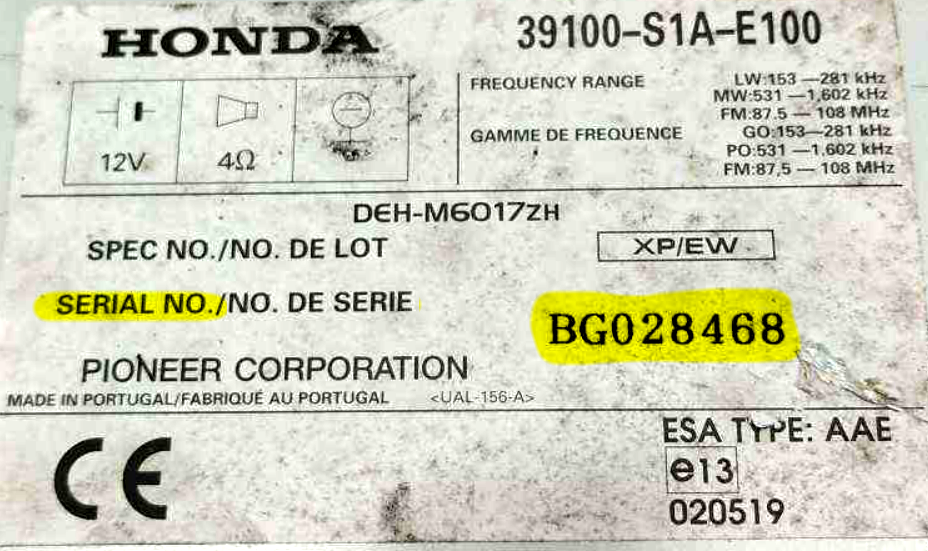 HONDA
39100-S1A-E100
12V
4Ω
FREQUENCY RANGE
LW:153 —281 kHz
MW:531 —1,602 kHz
FM:87.5 — 108 MHz
GAMME DE FREQUENCE
GO:153—281 kHz
PO:531 —1.602 kHz
FM:87,5 — 108 MHz
DEH-M6017ZH
SPEC NO./NO. DE LOT XP/EW
SERIAL NO./NO. DE SERIE BG028468
PIONEER CORPORATION
MADE IN PORTUGAL/FABRIQUÉ AU PORTUGAL <UAL-156-A>
CE
ESA TYPE: AAE
e13
020519